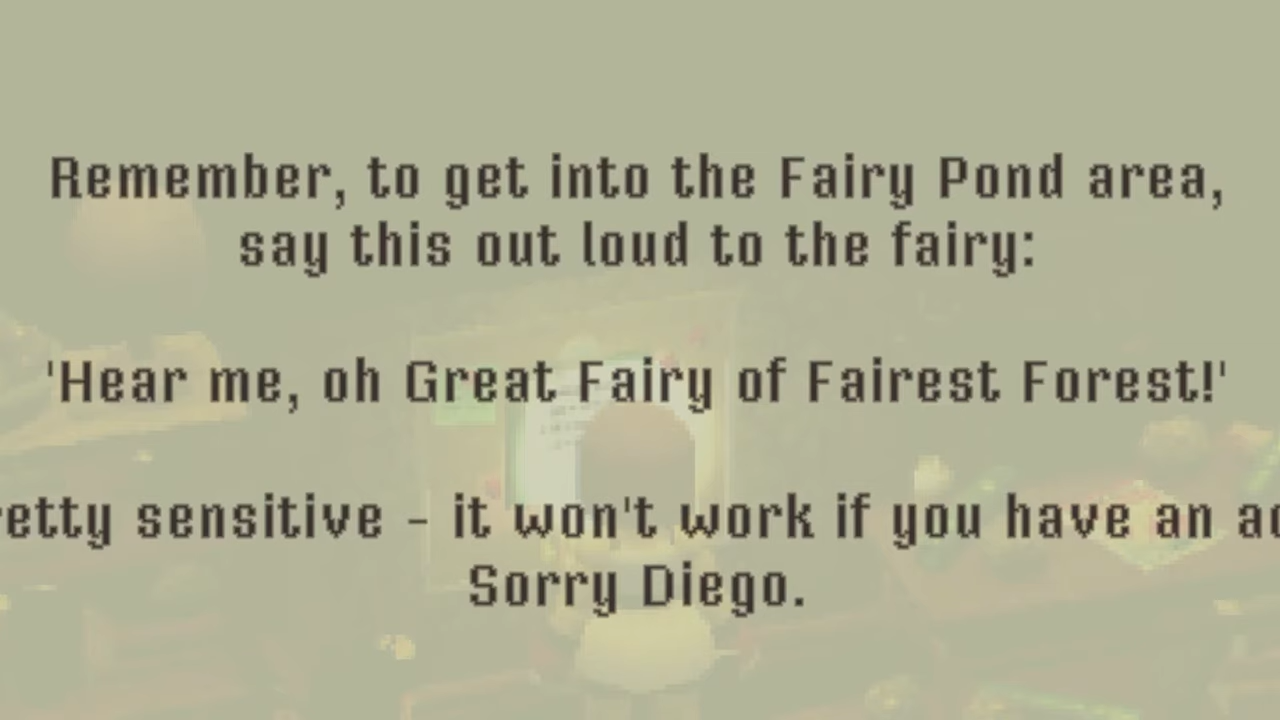 Remember, to get into the Fairy Pond area,
say this out loud to the fairy:
'Hear me, oh Great Fairy of Fairest Forest!'
sensitive - it won't work if you have an
Sorry Diego.